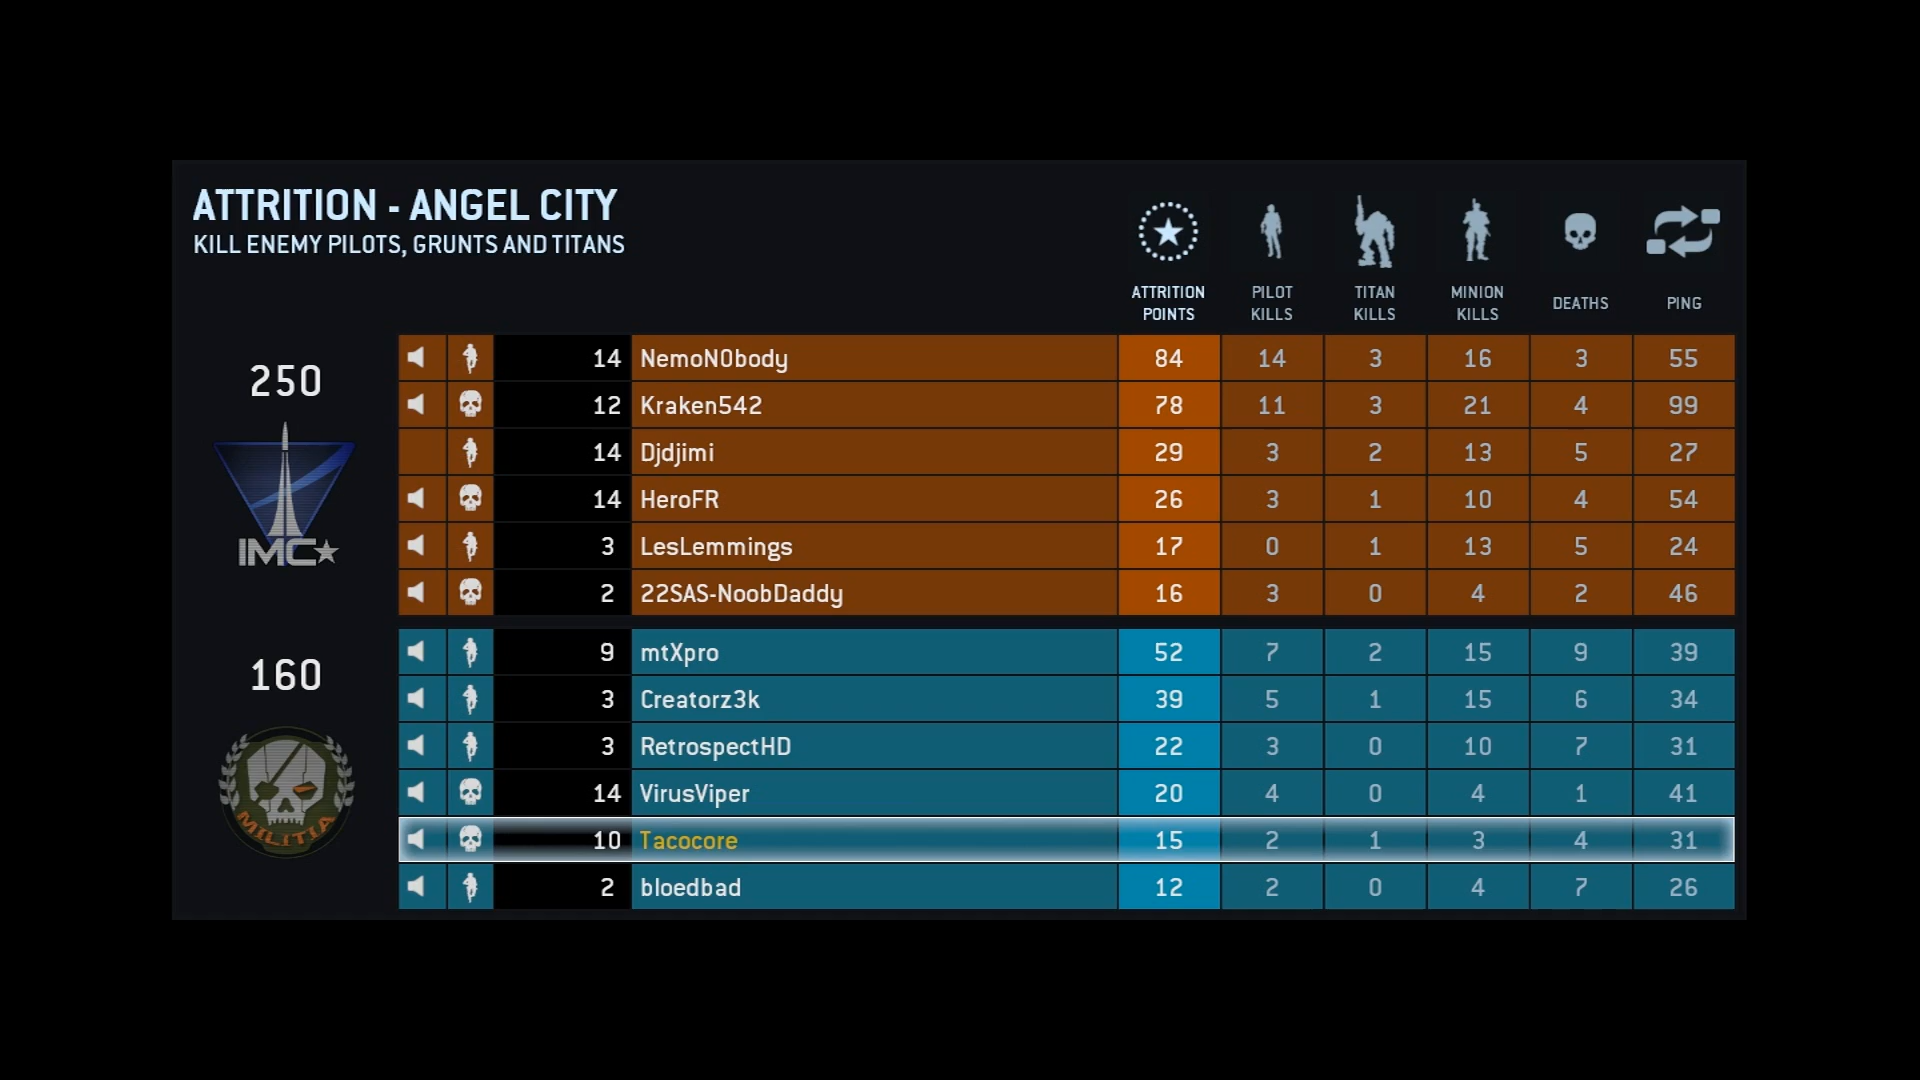 ATTRITION - ANGEL CITY
KILL ENEMY PILOTS, GRUNTS AND TITANS
ATTRITION POINTS PILOT KILLS TITAN KILLS MINION KILLS DEATHS PING
250
IMC
14 NemoN0body 84 14 3 16 3 55
12 Kraken542 78 11 3 21 4 99
14 Djdjimi 29 3 2 13 5 27
14 HeroFR 26 3 1 10 4 54
3 LesLemmings 17 0 1 13 5 24
2 22SAS-NoobDaddy 16 3 0 4 2 46
160
MILITIA
9 mtXpro 52 7 2 15 9 39
3 Creatorz3k 39 5 1 15 6 34
3 RetrospectHD 22 3 0 10 7 31
14 VirusViper 20 4 0 4 1 41
10 Tacocore 15 2 1 3 4 31
2 bloedbad 12 2 0 4 7 26